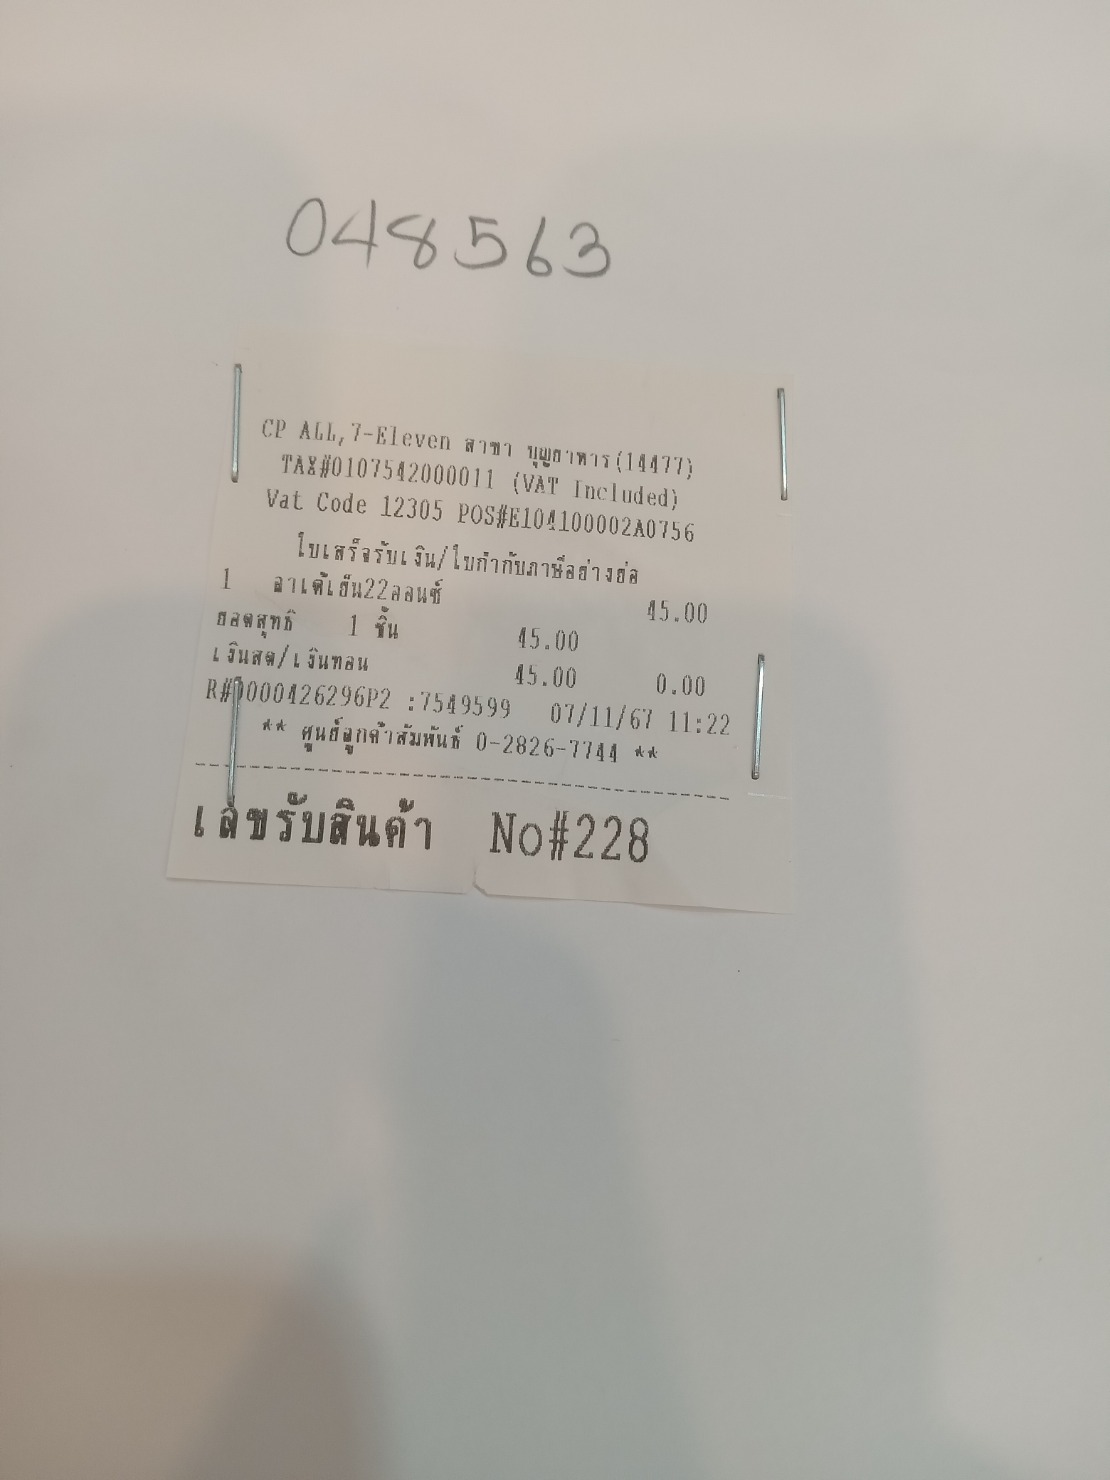 048563
CP ALL,7-Eleven สาขา บุญยาหาร(14477)
TAX#0107542000011 (VAT Included)
Vat Code 12305 POS#E104100002A0756
ใบเสร็จรับเงิน/ใบกำกับภาษีอย่างย่อ
1 ลาเต้เย็น22ออนซ์ 45.00
ยอดสุทธิ 1 ชิ้น 45.00
เงินสด/เงินทอน 45.00 0.00
R#0000426296P2 :7549599 07/11/67 11:22
** ศูนย์ลูกค้าสัมพันธ์ 0-2826-7744 **
เลขรับสินค้า No#228